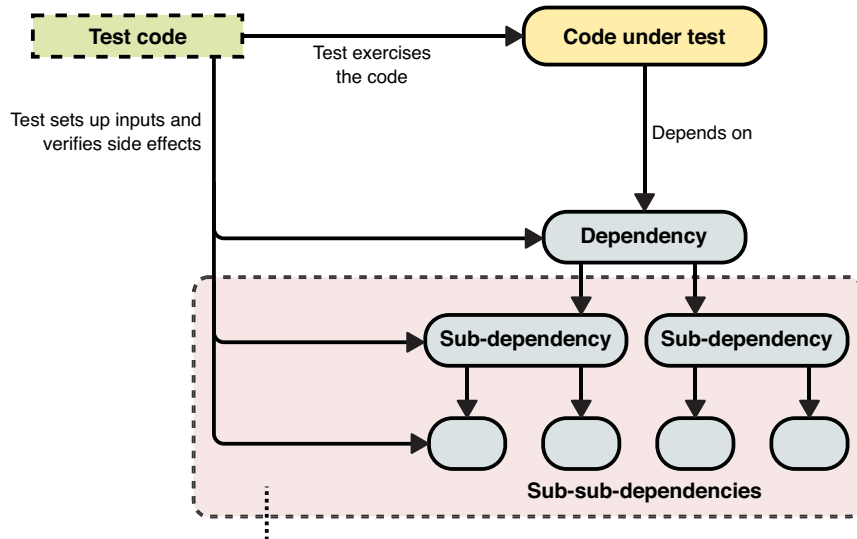 Test code
Code under test
Test exercises
the code
Test sets up inputs and
verifies side effects
Depends on
Dependency
Sub-dependency
Sub-dependency
Sub-sub-dependencies